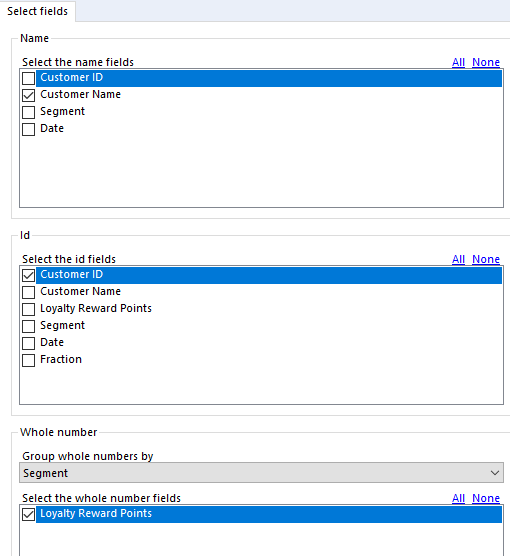 Select fields
Name
Select the name fields All None
Customer ID
Customer Name
Segment
Date
Id
Select the id fields All None
Customer ID
Customer Name
Loyalty Reward Points
Segment
Date
Fraction
Whole number
Group whole numbers by
Segment
Select the whole number fields All None
Loyalty Reward Points